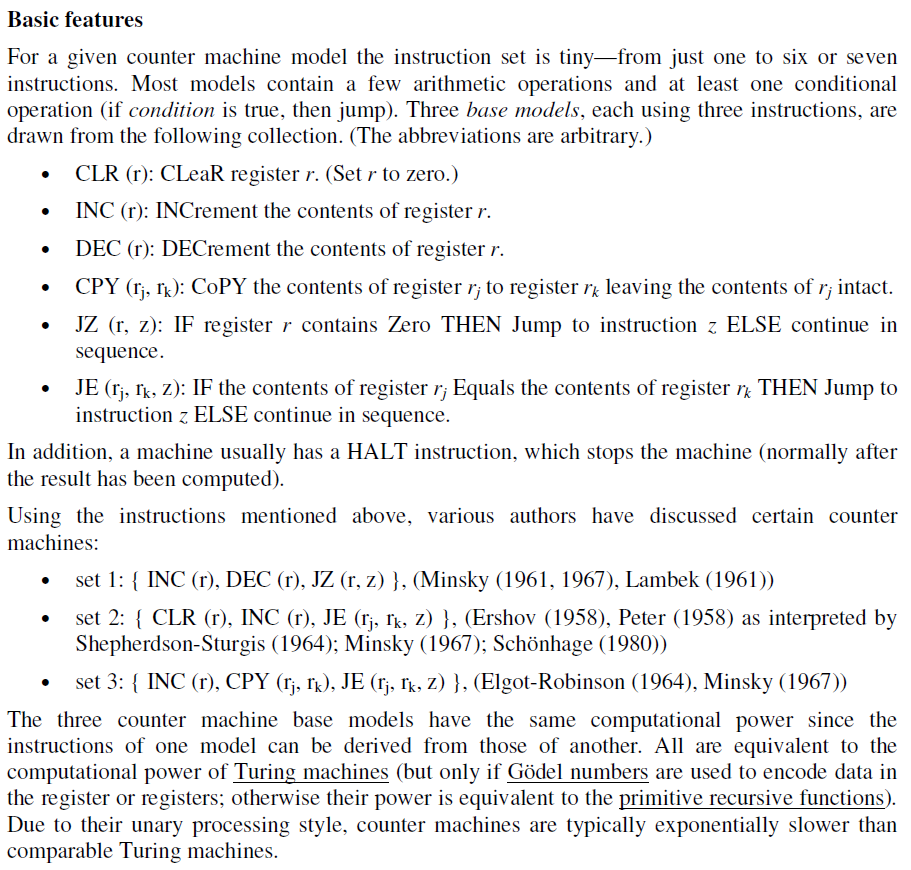 Basic features
For a given counter machine model the instruction set is tiny—from just one to six or seven
instructions. Most models contain a few arithmetic operations and at least one conditional
operation (if condition is true, then jump). Three base models, each using three instructions, are
drawn from the following collection. (The abbreviations are arbitrary.)
• CLR (r): CLeaR register r. (Set r to zero.)
• INC (r): INCrement the contents of register r.
• DEC (r): DECrement the contents of register r.
• CPY (rj, rk): CoPY the contents of register rj to register rk leaving the contents of rj intact.
• JZ (r, z): IF register r contains Zero THEN Jump to instruction z ELSE continue in
sequence.
• JE (rj, rk, z): IF the contents of register rj Equals the contents of register rk THEN Jump to
instruction z ELSE continue in sequence.
In addition, a machine usually has a HALT instruction, which stops the machine (normally after
the result has been computed).
Using the instructions mentioned above, various authors have discussed certain counter
machines:
• set 1: { INC (r), DEC (r), JZ (r, z) }, (Minsky (1961, 1967), Lambek (1961))
• set 2: { CLR (r), INC (r), JE (rj, rk, z) }, (Ershov (1958), Peter (1958) as interpreted by
Shepherdson-Sturgis (1964); Minsky (1967); Schönhage (1980))
• set 3: { INC (r), CPY (rj, rk), JE (rj, rk, z) }, (Elgot-Robinson (1964), Minsky (1967))
The three counter machine base models have the same computational power since the
instructions of one model can be derived from those of another. All are equivalent to the
computational power of Turing machines (but only if Gödel numbers are used to encode data in
the register or registers; otherwise their power is equivalent to the primitive recursive functions).
Due to their unary processing style, counter machines are typically exponentially slower than
comparable Turing machines.